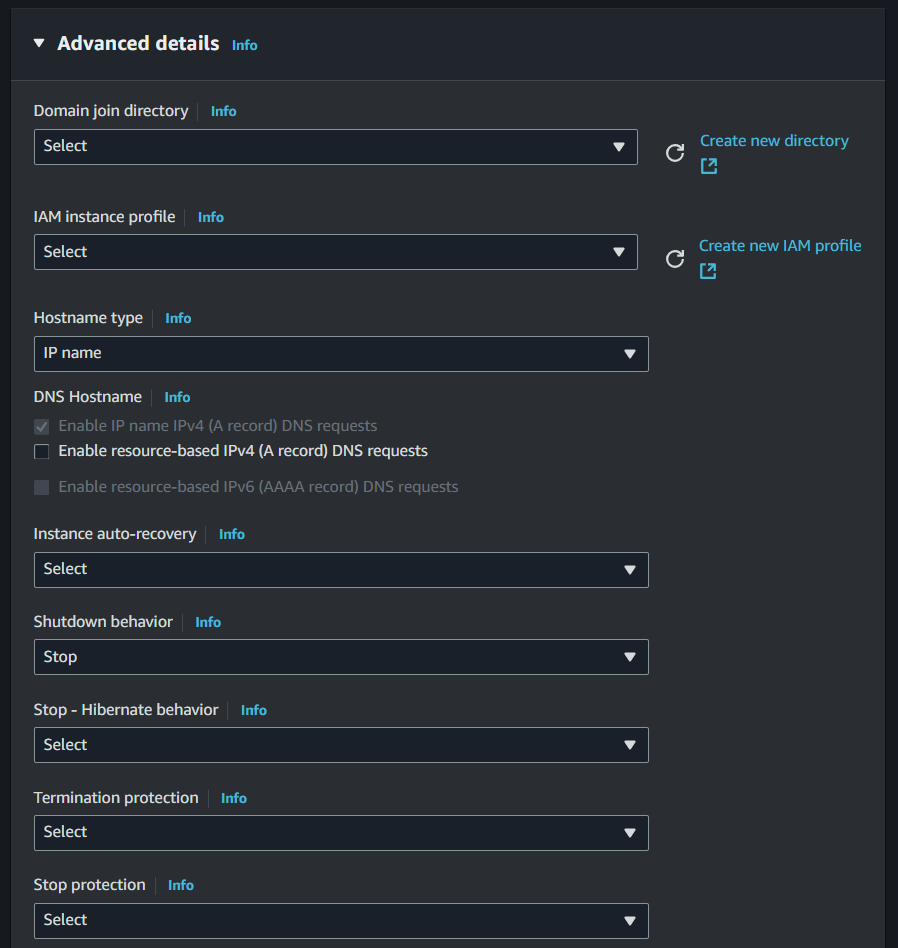 Advanced details Info
Domain join directory Info
Select
Create new directory
IAM instance profile Info
Select
Create new IAM profile
Hostname type Info
IP name
DNS Hostname Info
Enable IP name IPv4 (A record) DNS requests
Enable resource-based IPv4 (A record) DNS requests
Enable resource-based IPv6 (AAAA record) DNS requests
Instance auto-recovery Info
Select
Shutdown behavior Info
Stop
Stop - Hibernate behavior Info
Select
Termination protection Info
Select
Stop protection Info
Select